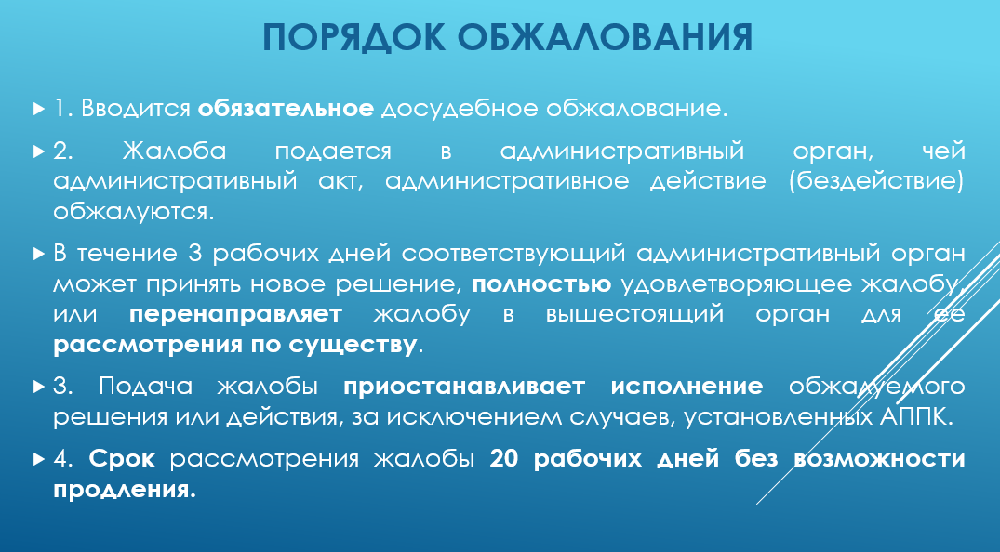 ПОРЯДОК ОБЖАЛОВАНИЯ
1. Вводится обязательное досудебное обжалование.
2. Жалоба подается в административный орган, чей
административный акт, административное действие (бездействие)
обжалуются.
В течение 3 рабочих дней соответствующий административный орган
может принять новое решение, полностью удовлетворяющее жалобу,
или перенаправляет жалобу в вышестоящий орган для ее
рассмотрения по существу.
3. Подача жалобы приостанавливает исполнение обжалуемого
решения или действия, за исключением случаев, установленных АППК.
4. Срок рассмотрения жалобы 20 рабочих дней без возможности
продления.